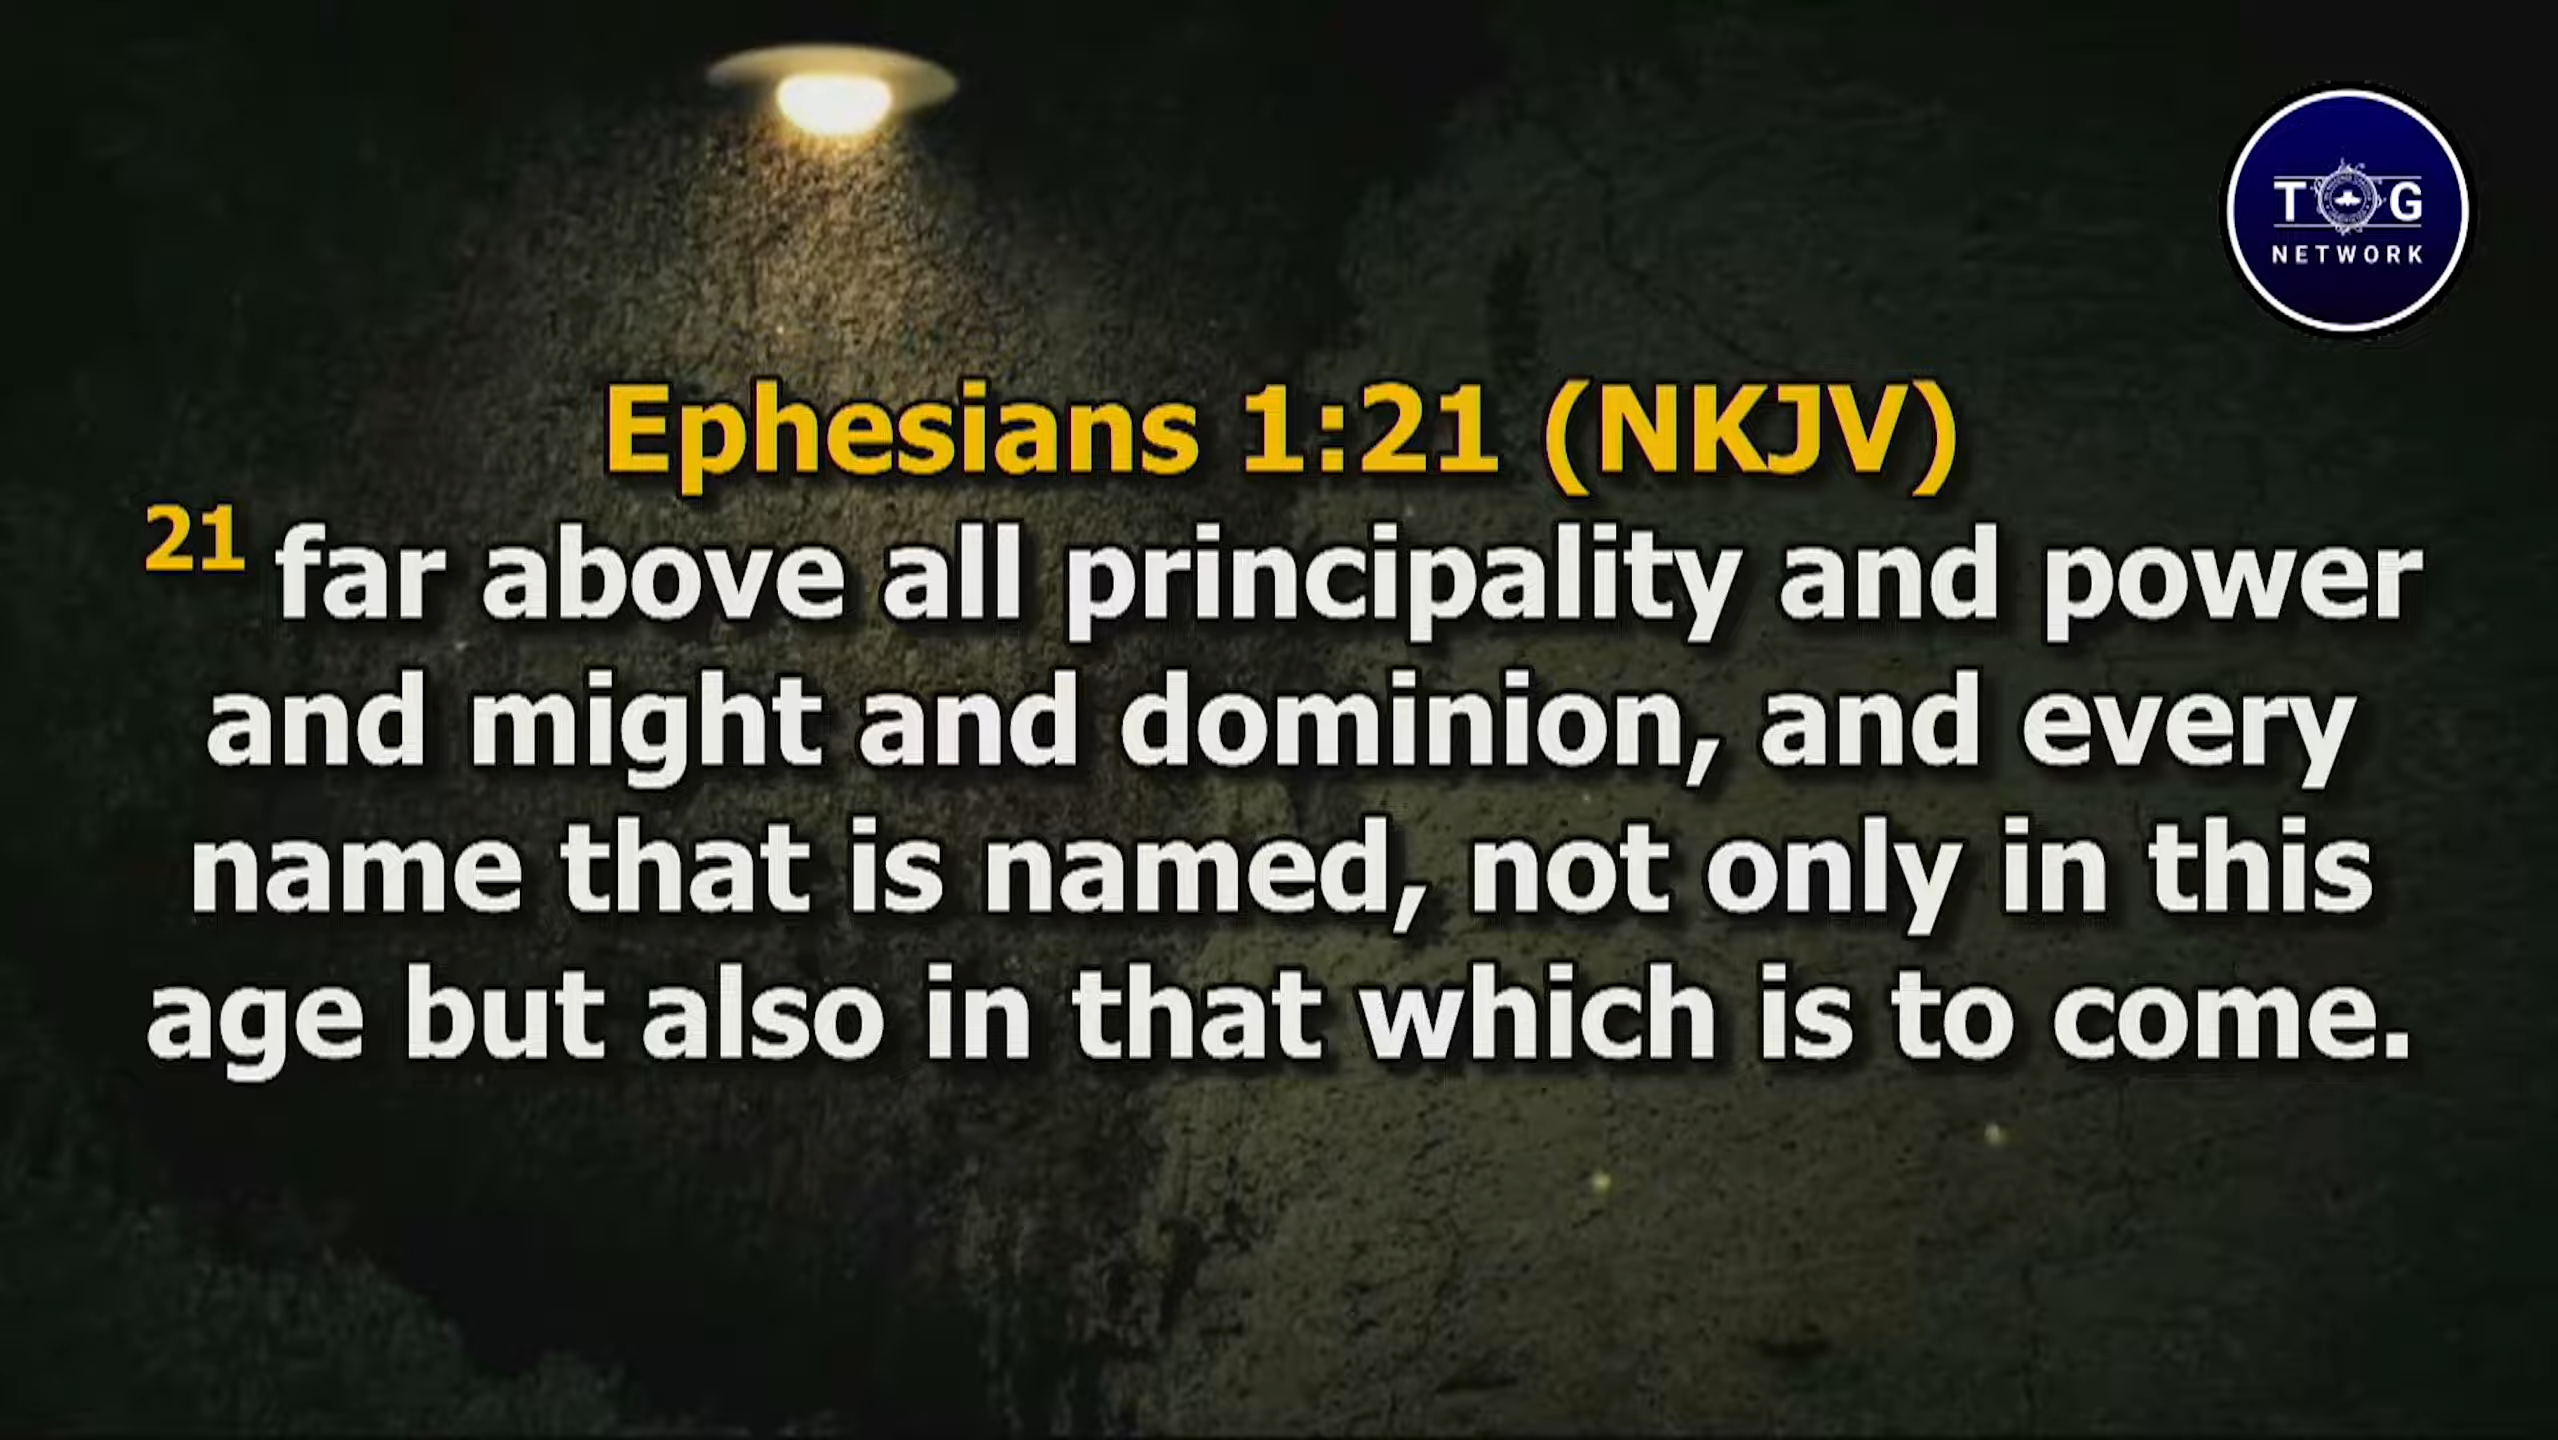 T G
NETWORK
Ephesians 1:21 (NKJV)
21 far above all principality and power
and might and dominion, and every
name that is named, not only in this
age but also in that which is to come.